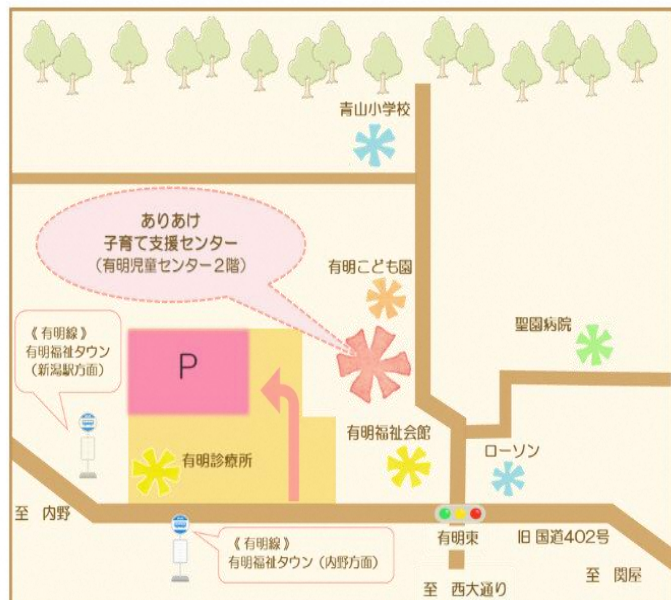 青山小学校
ありあけ
子育て支援センター
(有明児童センター2階)
有明こども園
聖園病院
《有明線》
有明福祉タウン
(新潟駅方面)
P
有明診療所
有明福祉会館
ローソン
至 内野
有明東
旧 国道402号
《有明線》
有明福祉タウン(内野方面)
至 西大通り
至 関屋